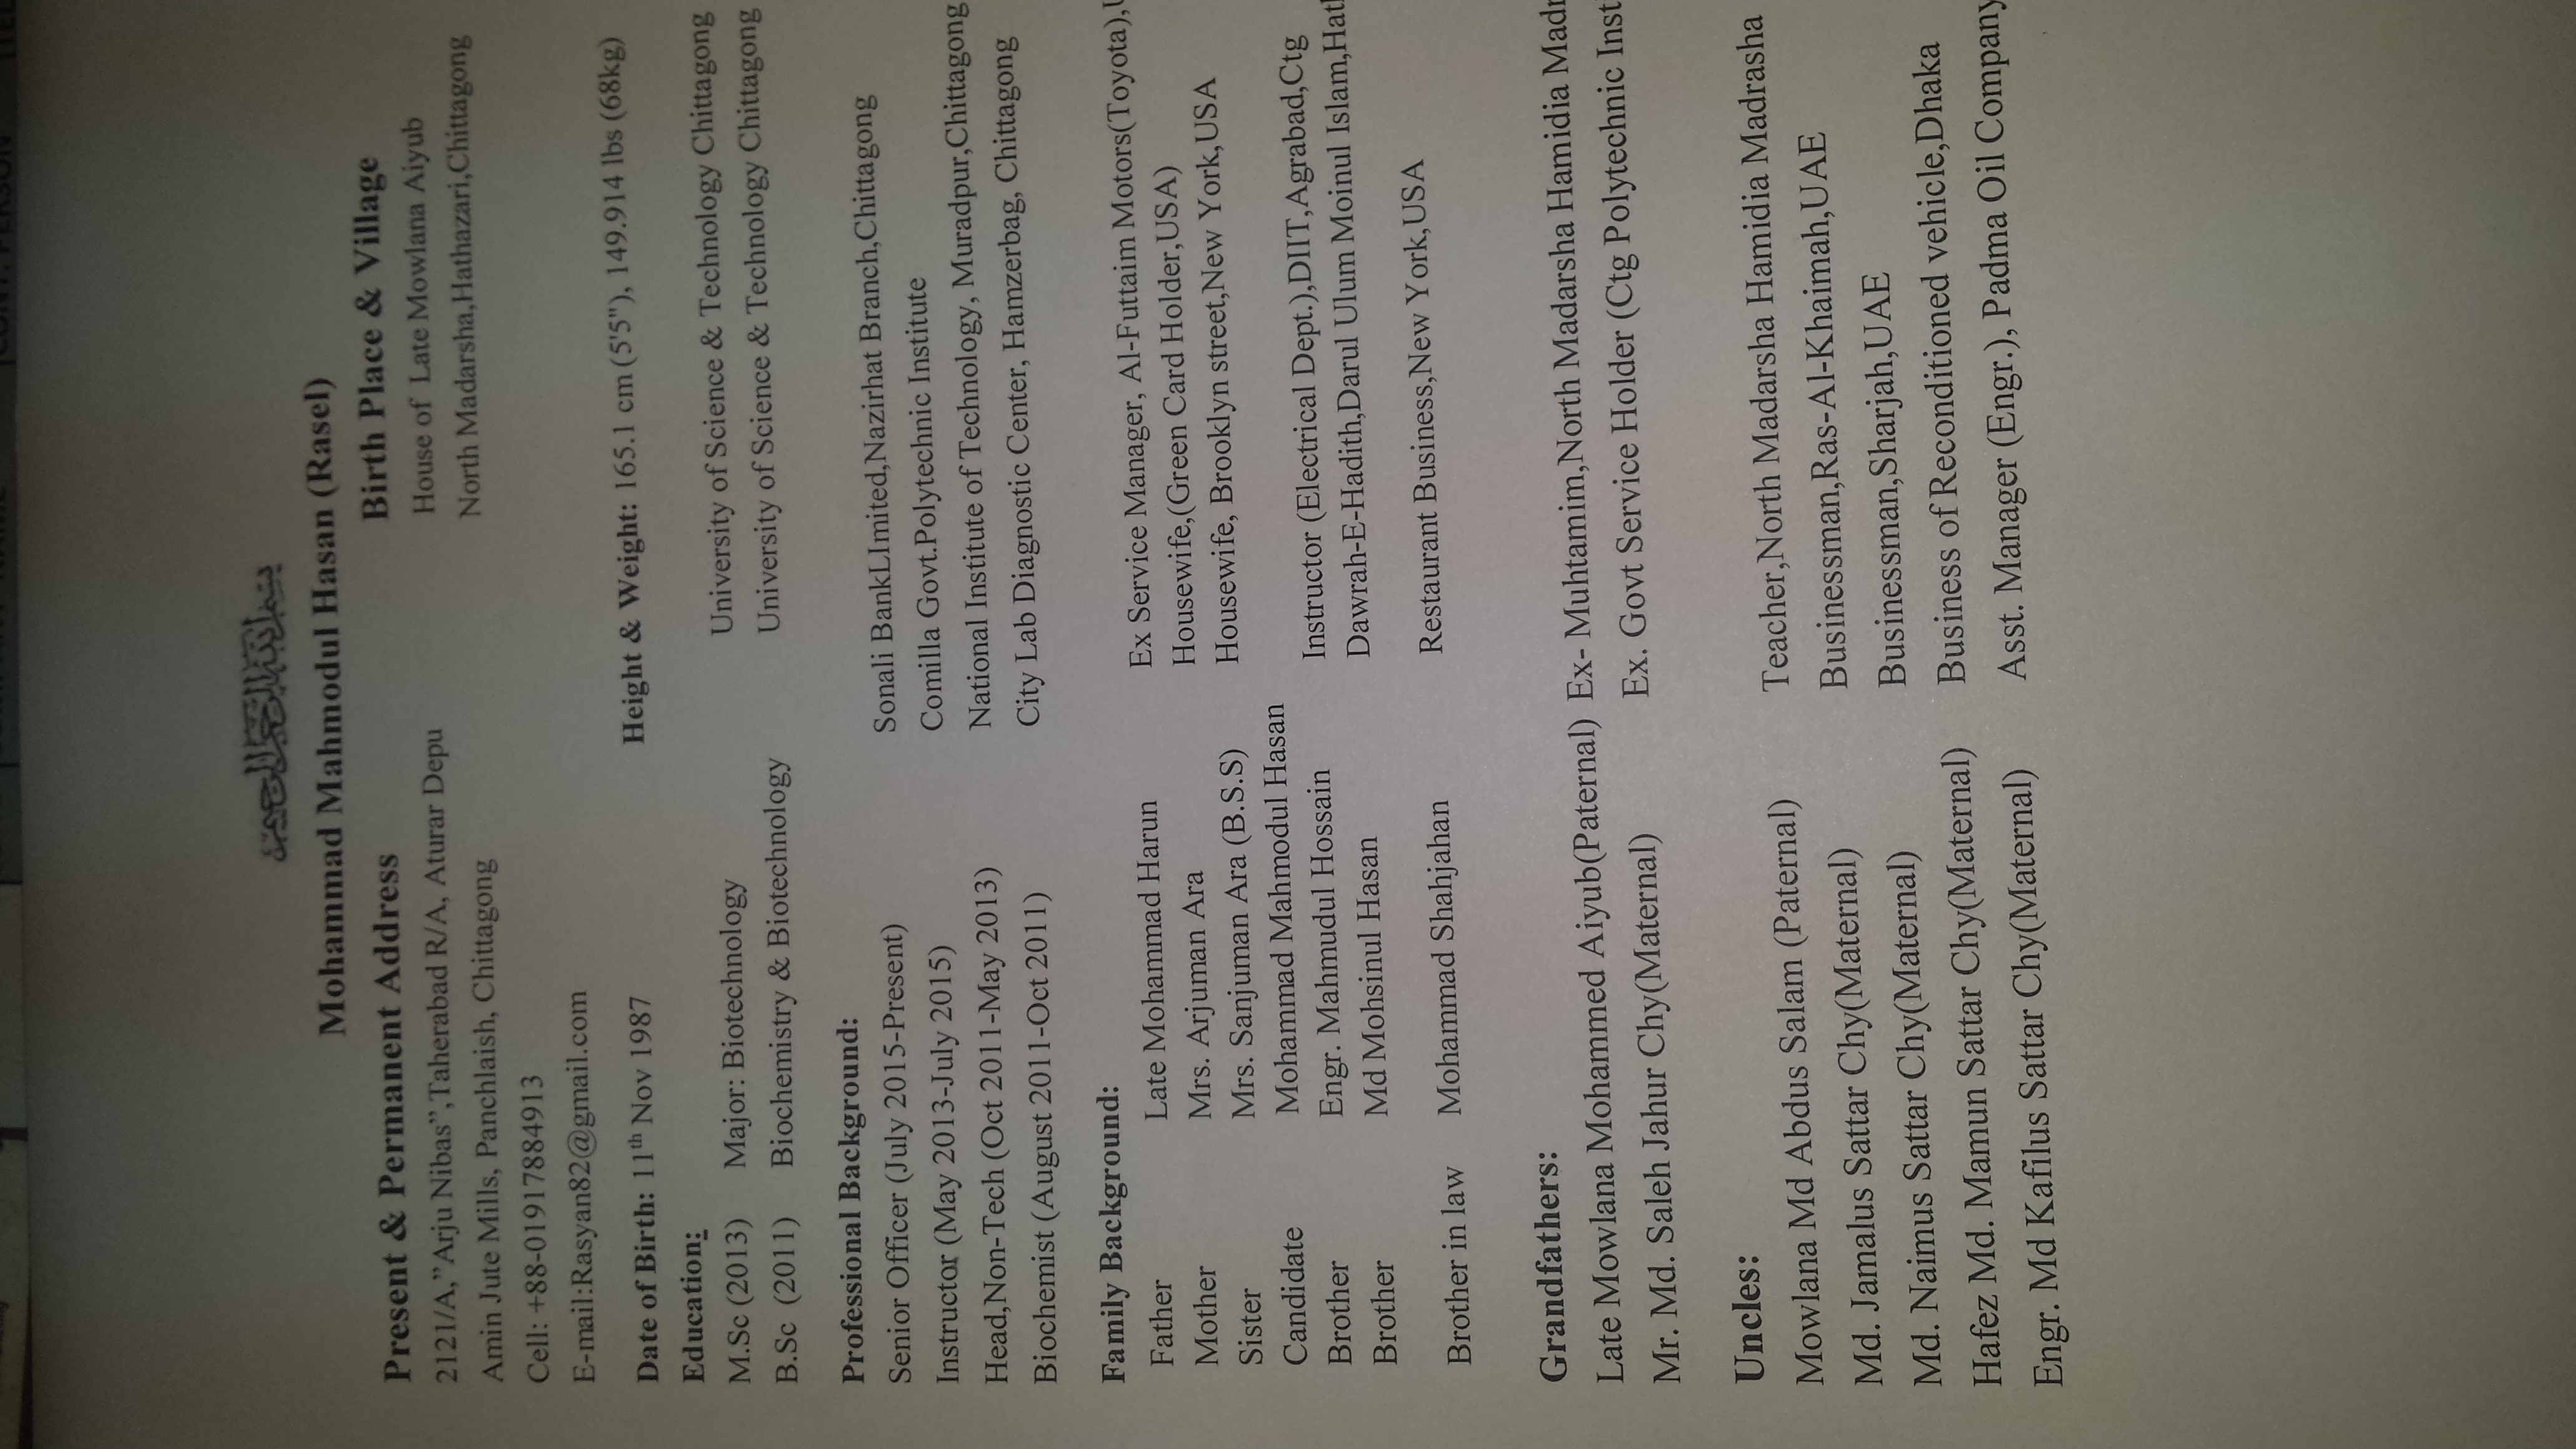 بسم الله الرحمن الرحيم
Mohammad Mahmodul Hasan (Rasel)
Present & Permanent Address Birth Place & Village
2121/A,”Arju Nibas”,Taherabad R/A, Aturar Depu House of Late Mowlana Aiyub
Amin Jute Mills, Panchlaish, Chittagong North Madarsha,Hathazari,Chittagong
Cell: +88-01917884913
E-mail:Rasyan82@gmail.com
Date of Birth: 11th Nov 1987 Height & Weight: 165.1 cm (5'5"), 149.914 lbs (68kg)
Education:
M.Sc (2013) Major: Biotechnology University of Science & Technology Chittagong
B.Sc (2011) Biochemistry & Biotechnology University of Science & Technology Chittagong
Professional Background:
Senior Officer (July 2015-Present) Sonali BankLImited,Nazirhat Branch,Chittagong
Instructor (May 2013-July 2015) Comilla Govt.Polytechnic Institute
Head,Non-Tech (Oct 2011-May 2013) National Institute of Technology, Muradpur,Chittagong
Biochemist (August 2011-Oct 2011) City Lab Diagnostic Center, Hamzerbag, Chittagong
Family Background:
Father Late Mohammad Harun Ex Service Manager, Al-Futtaim Motors(Toyota),
Mother Mrs. Arjuman Ara Housewife,(Green Card Holder,USA)
Sister Mrs. Sanjuman Ara (B.S.S) Housewife, Brooklyn street,New York,USA
Candidate Mohammad Mahmodul Hasan
Brother Engr. Mahmudul Hossain Instructor (Electrical Dept.),DIIT,Agrabad,Ctg
Brother Md Mohsinul Hasan Dawrah-E-Hadith,Darul Ulum Moinul Islam,Hat
Brother in law Mohammad Shahjahan Restaurant Business,New York,USA
Grandfathers:
Late Mowlana Mohammed Aiyub(Paternal) Ex- Muhtamim,North Madarsha Hamidia Madr
Mr. Md. Saleh Jahur Chy(Maternal) Ex. Govt Service Holder (Ctg Polytechnic Inst
Uncles:
Mowlana Md Abdus Salam (Paternal) Teacher,North Madarsha Hamidia Madrasha
Md. Jamalus Sattar Chy(Maternal) Businessman,Ras-Al-Khaimah,UAE
Md. Naimus Sattar Chy(Maternal) Businessman,Sharjah,UAE
Hafez Md. Mamun Sattar Chy(Maternal) Business of Reconditioned vehicle,Dhaka
Engr. Md Kafilus Sattar Chy(Maternal) Asst. Manager (Engr.), Padma Oil Company